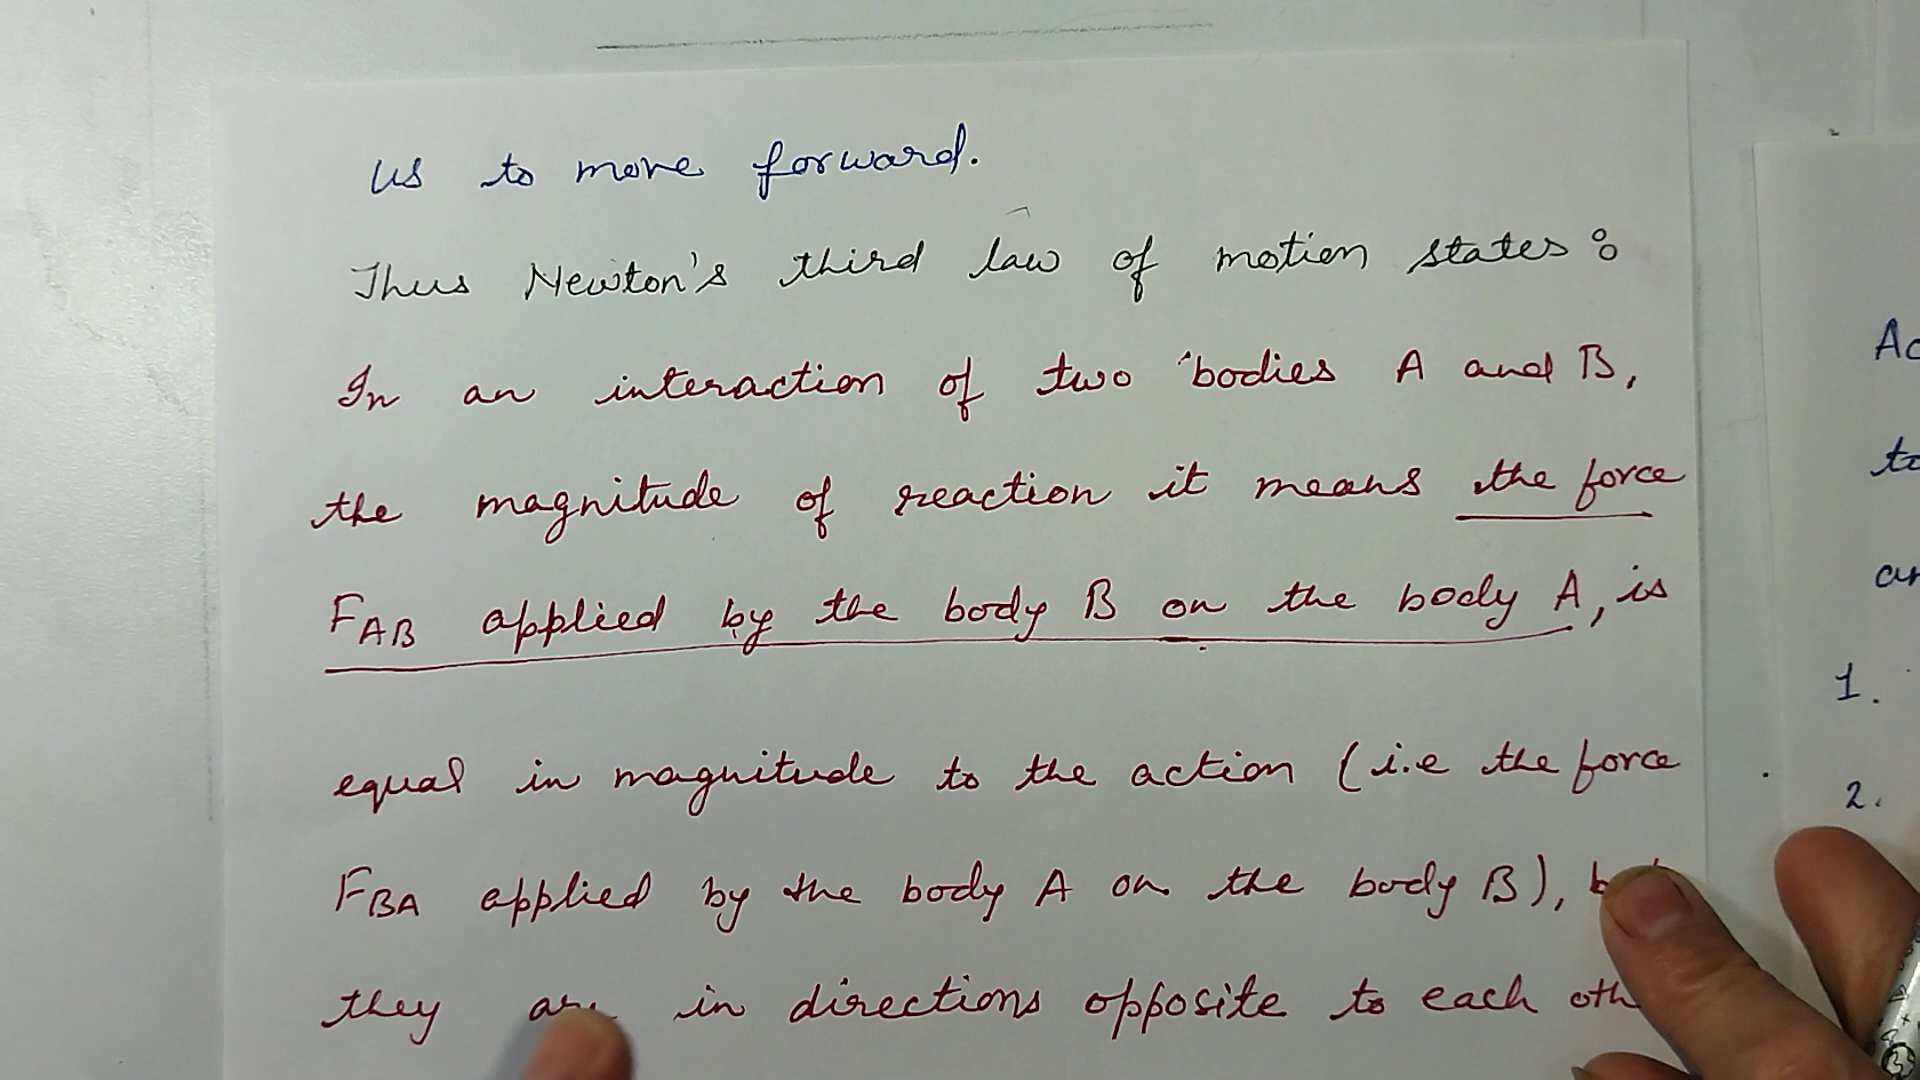 us to move forward.
Thus Newton's third law of motion states :
In an interaction of two bodies A and B,
the magnitude of reaction it means the force
FAB applied by the body B on the body A, is
equal in magnitude to the action (i.e the force
FBA applied by the body A on the body B),
they are in directions opposite to each
1.
2.